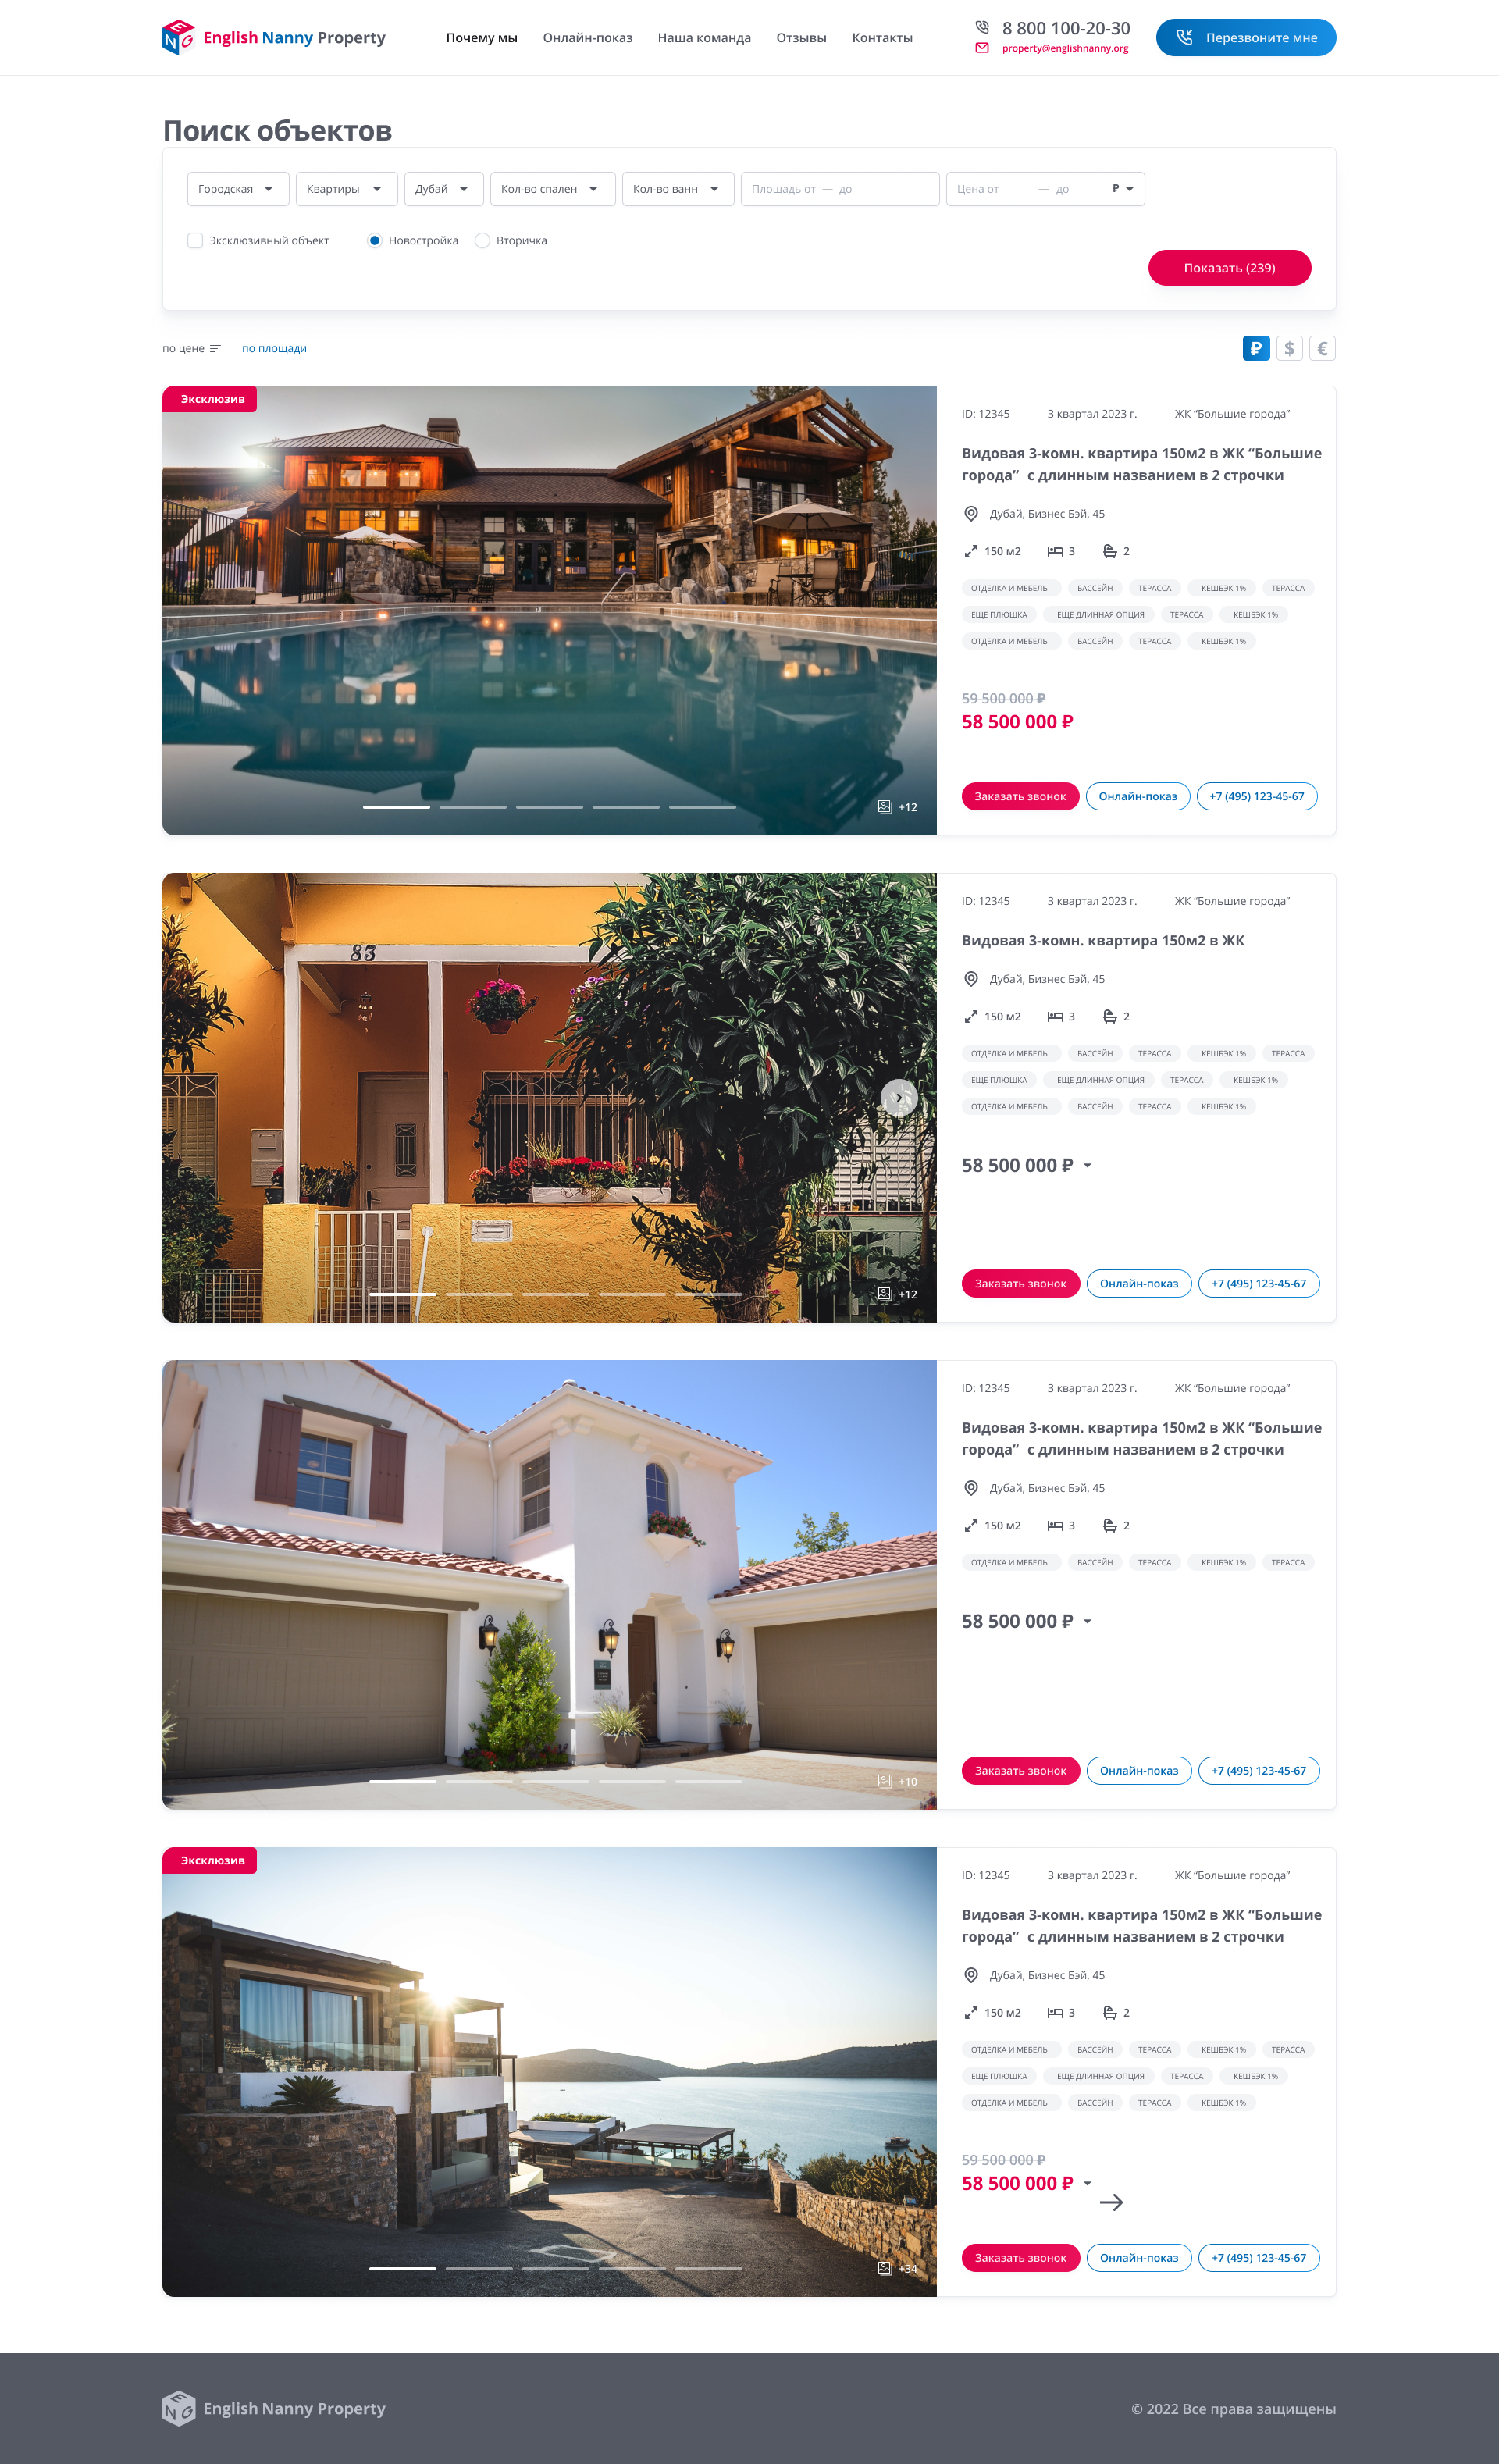 English Nanny Property
Почему мы Онлайн-показ Наша команда Отзывы Контакты
8 800 100-20-30
property@englishnanny.org
Перезвоните мне
Поиск объектов
Городская Квартиры Дубай Кол-во спален Кол-во ванн Площадь от — до Цена от — до ₽
Эксклюзивный объект Новостройка Вторичка
Показать (239)
по цене по площади ₽ $ €
Эксклюзив
+12
ID: 12345 3 квартал 2023 г. ЖК “Большие города”
Видовая 3-комн. квартира 150м2 в ЖК “Большие
города” с длинным названием в 2 строчки
Дубай, Бизнес Бэй, 45
150 м2 3 2
ОТДЕЛКА И МЕБЕЛЬ БАССЕЙН ТЕРАССА КЕШБЭК 1% ТЕРАССА
ЕЩЕ ПЛЮШКА ЕЩЕ ДЛИННАЯ ОПЦИЯ ТЕРАССА КЕШБЭК 1%
ОТДЕЛКА И МЕБЕЛЬ БАССЕЙН ТЕРАССА КЕШБЭК 1%
59 500 000 ₽
58 500 000 ₽
Заказать звонок Онлайн-показ +7 (495) 123-45-67
83
+12
ID: 12345 3 квартал 2023 г. ЖК “Большие города”
Видовая 3-комн. квартира 150м2 в ЖК
Дубай, Бизнес Бэй, 45
150 м2 3 2
ОТДЕЛКА И МЕБЕЛЬ БАССЕЙН ТЕРАССА КЕШБЭК 1% ТЕРАССА
ЕЩЕ ПЛЮШКА ЕЩЕ ДЛИННАЯ ОПЦИЯ ТЕРАССА КЕШБЭК 1%
ОТДЕЛКА И МЕБЕЛЬ БАССЕЙН ТЕРАССА КЕШБЭК 1%
58 500 000 ₽
Заказать звонок Онлайн-показ +7 (495) 123-45-67
+10
ID: 12345 3 квартал 2023 г. ЖК “Большие города”
Видовая 3-комн. квартира 150м2 в ЖК “Большие
города” с длинным названием в 2 строчки
Дубай, Бизнес Бэй, 45
150 м2 3 2
ОТДЕЛКА И МЕБЕЛЬ БАССЕЙН ТЕРАССА КЕШБЭК 1% ТЕРАССА
58 500 000 ₽
Заказать звонок Онлайн-показ +7 (495) 123-45-67
Эксклюзив
+34
ID: 12345 3 квартал 2023 г. ЖК “Большие города”
Видовая 3-комн. квартира 150м2 в ЖК “Большие
города” с длинным названием в 2 строчки
Дубай, Бизнес Бэй, 45
150 м2 3 2
ОТДЕЛКА И МЕБЕЛЬ БАССЕЙН ТЕРАССА КЕШБЭК 1% ТЕРАССА
ЕЩЕ ПЛЮШКА ЕЩЕ ДЛИННАЯ ОПЦИЯ ТЕРАССА КЕШБЭК 1%
ОТДЕЛКА И МЕБЕЛЬ БАССЕЙН ТЕРАССА КЕШБЭК 1%
59 500 000 ₽
58 500 000 ₽
Заказать звонок Онлайн-показ +7 (495) 123-45-67
English Nanny Property
© 2022 Все права защищены